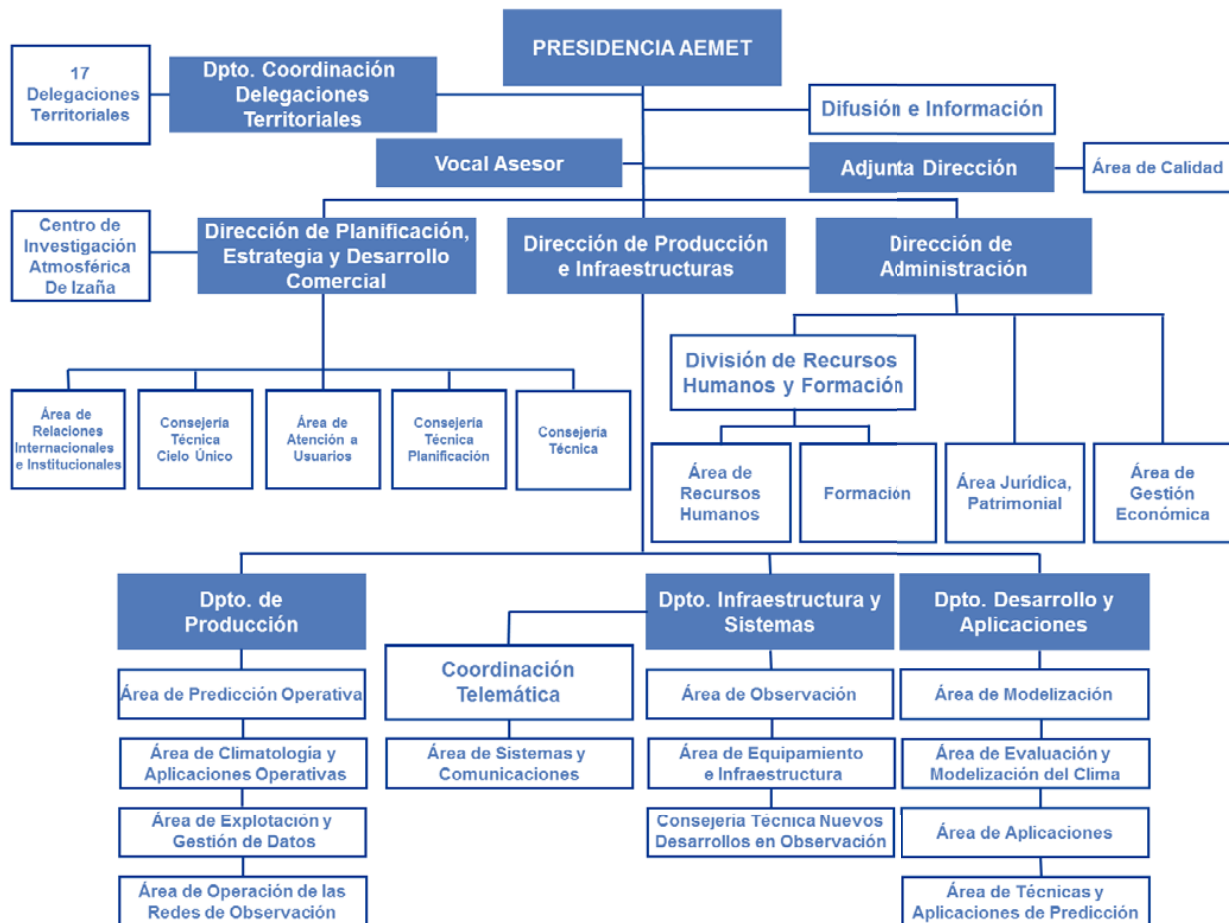 PRESIDENCIA AEMET
17
Delegaciones
Territoriales
Dpto. Coordinación
Delegaciones
Territoriales
Difusión e Información
Vocal Asesor
Adjunta Dirección
Área de Calidad
Centro de
Investigación
Atmosférica
De Izaña
Dirección de Planificación,
Estrategia y Desarrollo
Comercial
Dirección de Producción
e Infraestructuras
Dirección de
Administración
División de Recursos
Humanos y Formación
Área de
Relaciones
Internacionales
e Institucionales
Consejería
Técnica
Cielo Único
Área de
Atención a
Usuarios
Consejería
Técnica
Planificación
Consejería
Técnica
Área de
Recursos
Humanos
Formación
Área Jurídica,
Patrimonial
Área de
Gestión
Económica
Dpto. de
Producción
Dpto. Infraestructura y
Sistemas
Dpto. Desarrollo y
Aplicaciones
Coordinación
Telemática
Área de Predicción Operativa
Área de Observación
Área de Modelización
Área de Climatología y
Aplicaciones Operativas
Área de Sistemas y
Comunicaciones
Área de Equipamiento
e Infraestructura
Área de Evaluación y
Modelización del Clima
Área de Explotación y
Gestión de Datos
Consejería Técnica Nuevos
Desarrollos en Observación
Área de Aplicaciones
Área de Operación de las
Redes de Observación
Área de Técnicas y
Aplicaciones de Predicción